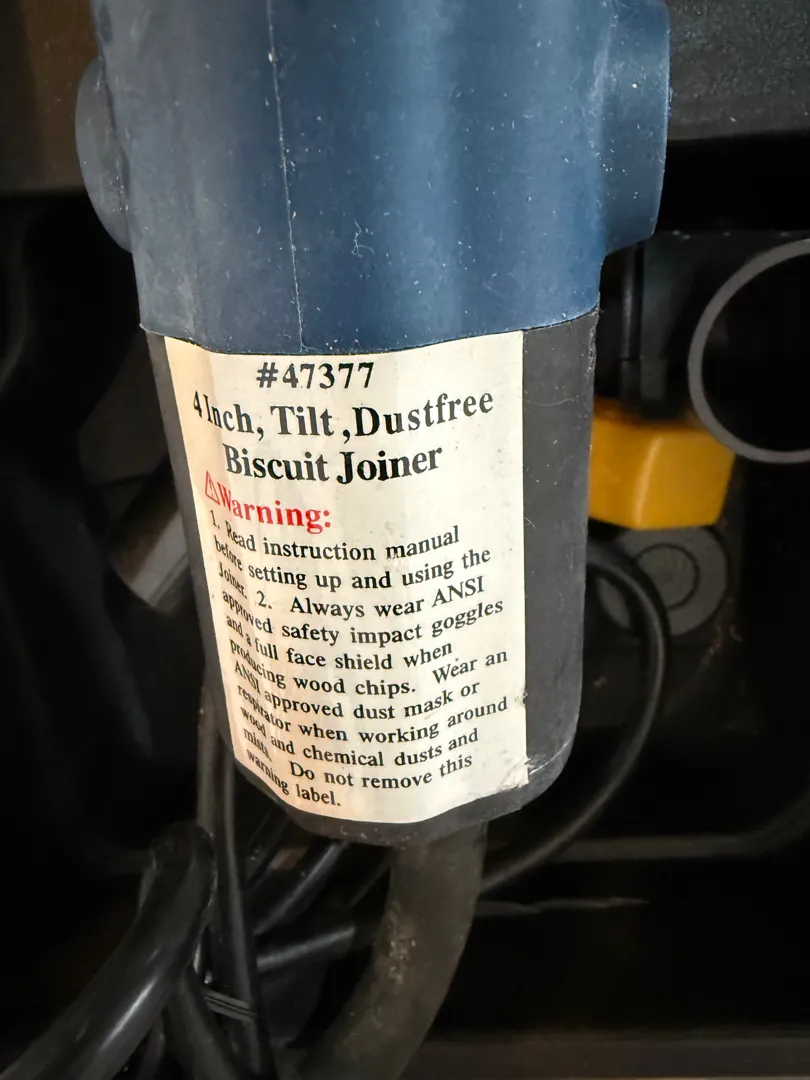 #47377
4 Inch, Tilt ,Dustfree
Biscuit Joiner
⚠Warning:
1. Read instruction manual
before setting up and using the
Joiner. 2. Always wear ANSI
approved safety impact goggles
and a full face shield when
producing wood chips. Wear an
ANSI approved dust mask or
respirator when working around
wood and chemical dusts and
mists. Do not remove this
warning label.